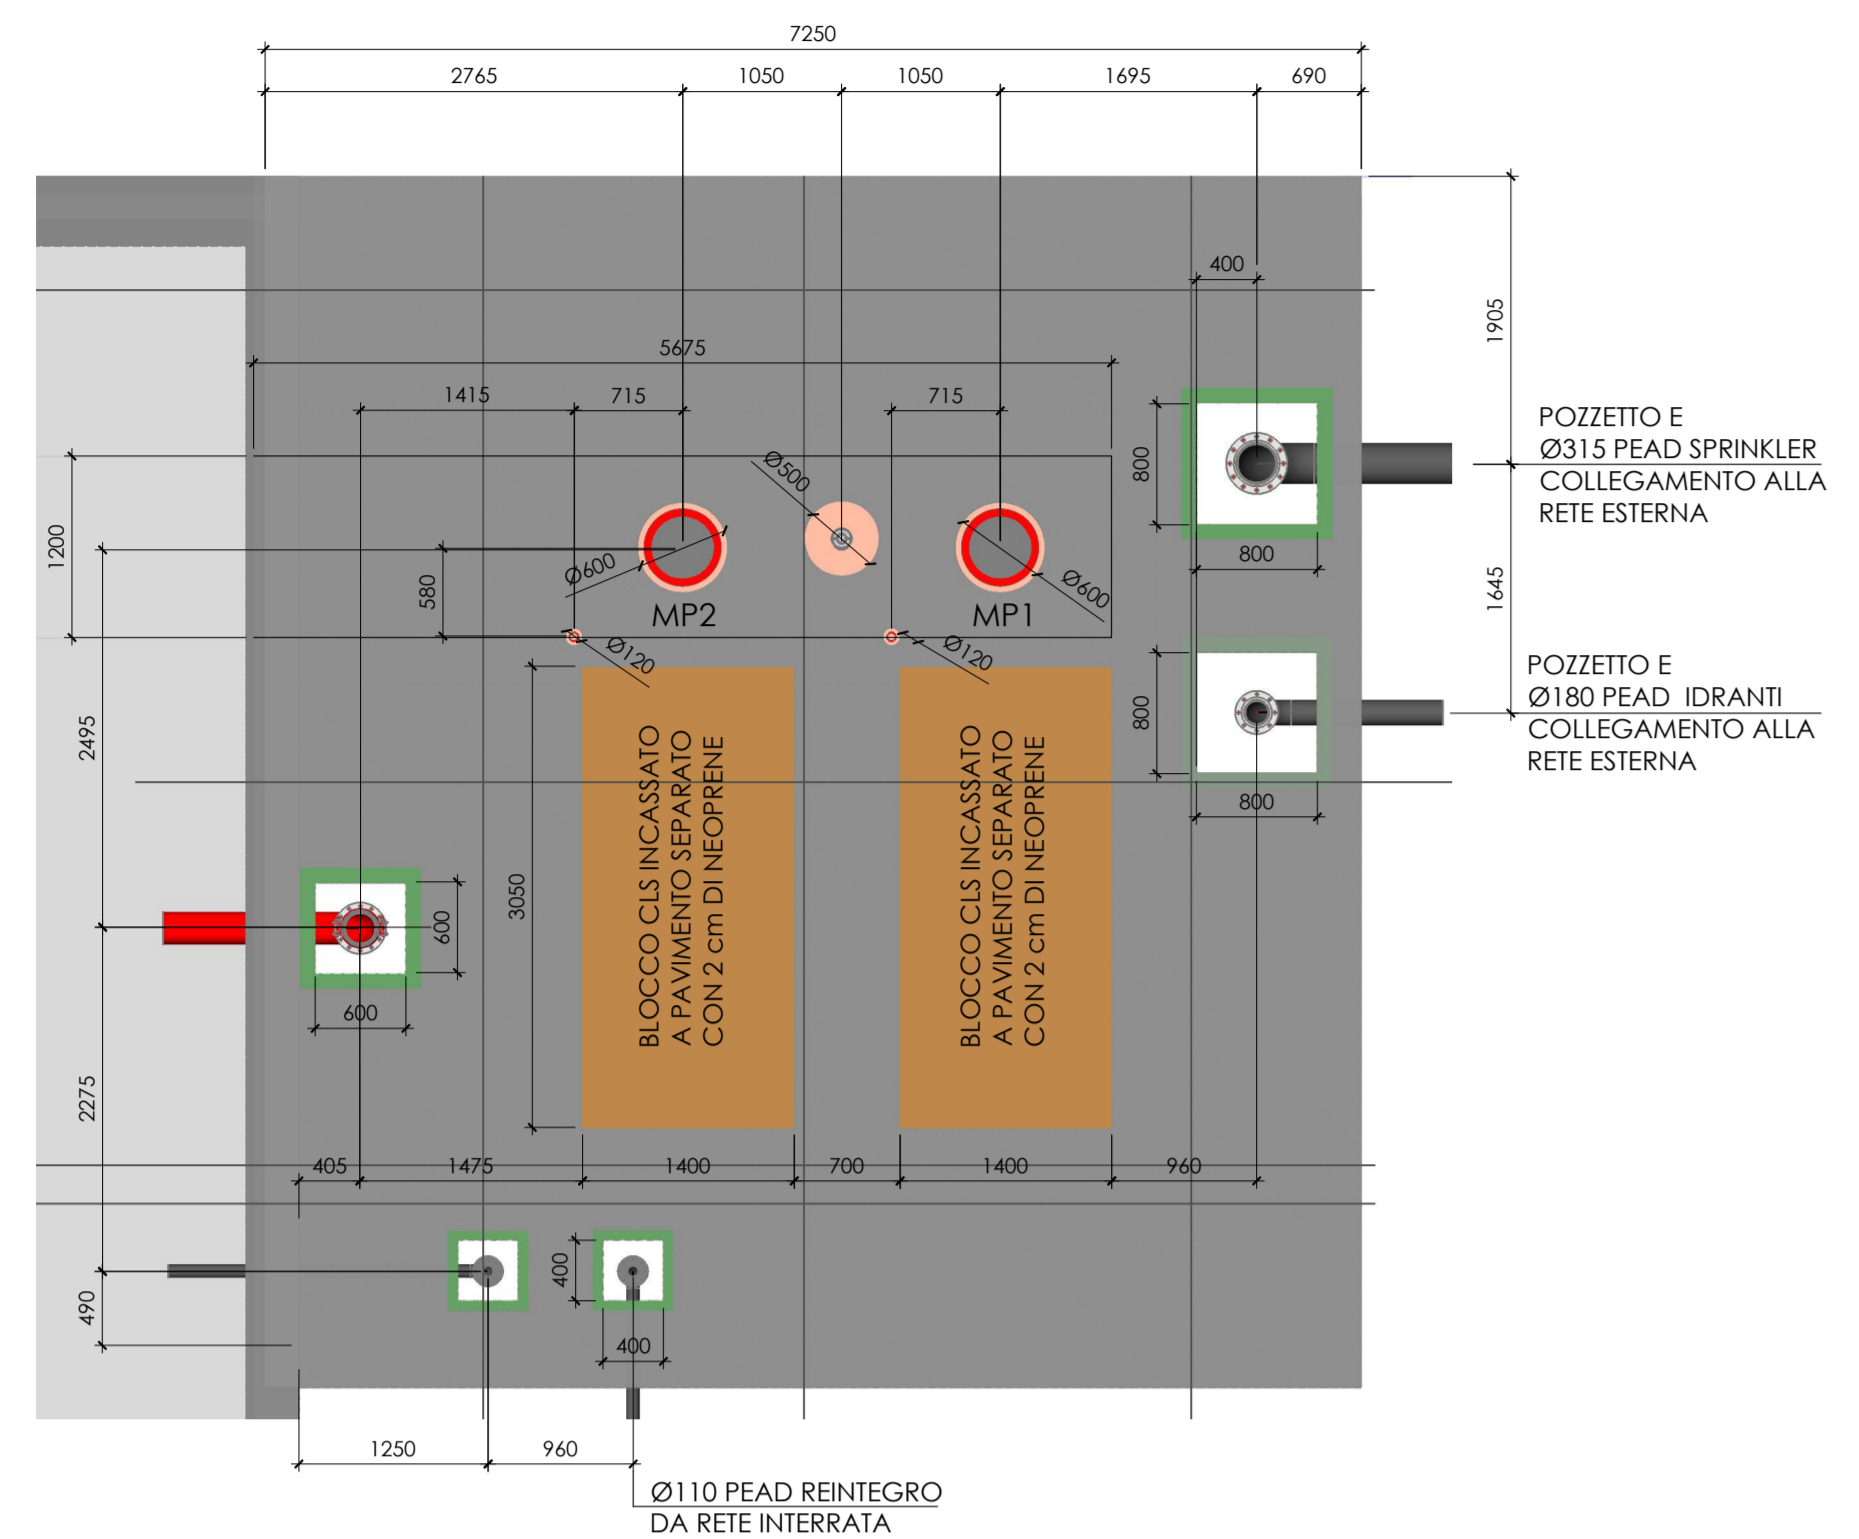 7250
2765
1050
1050
1695
690
400
1905
5675
1415
715
715
POZZETTO E
Ø315 PEAD SPRINKLER
COLLEGAMENTO ALLA
RETE ESTERNA
800
Ø500
1200
580
Ø600
Ø600
800
1645
MP2
MP1
Ø120
Ø120
POZZETTO E
Ø180 PEAD  IDRANTI
COLLEGAMENTO ALLA
RETE ESTERNA
800
800
2495
BLOCCO CLS INCASSATO
A PAVIMENTO SEPARATO
CON 2 cm DI NEOPRENE
BLOCCO CLS INCASSATO
A PAVIMENTO SEPARATO
CON 2 cm DI NEOPRENE
3050
600
600
2275
405
1475
1400
700
1400
960
400
490
400
1250
960
Ø110 PEAD REINTEGRO
DA RETE INTERRATA